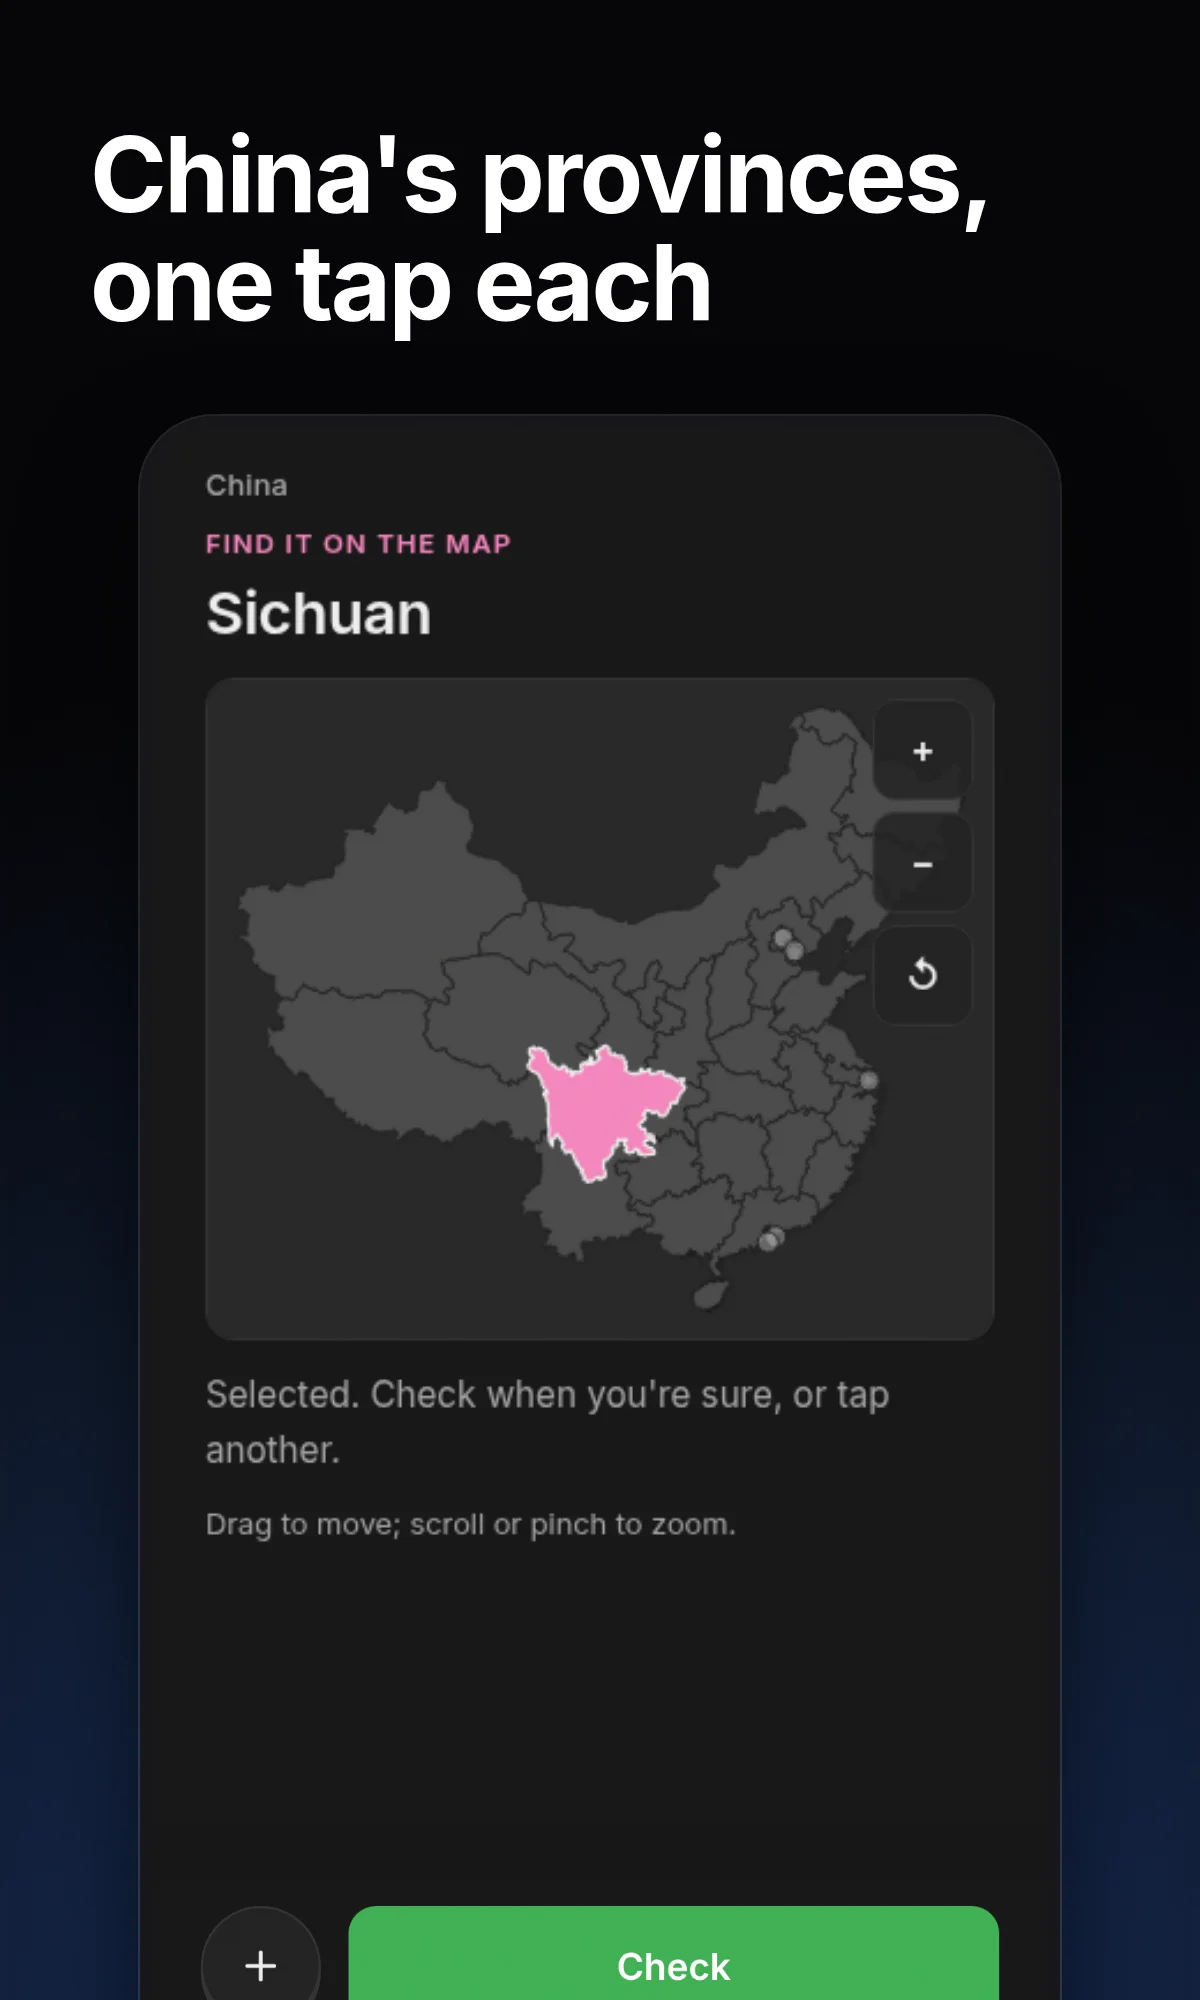 China's provinces,
one tap each
China
FIND IT ON THE MAP
Sichuan
+
−
Selected. Check when you're sure, or tap
another.
Drag to move; scroll or pinch to zoom.
+
Check